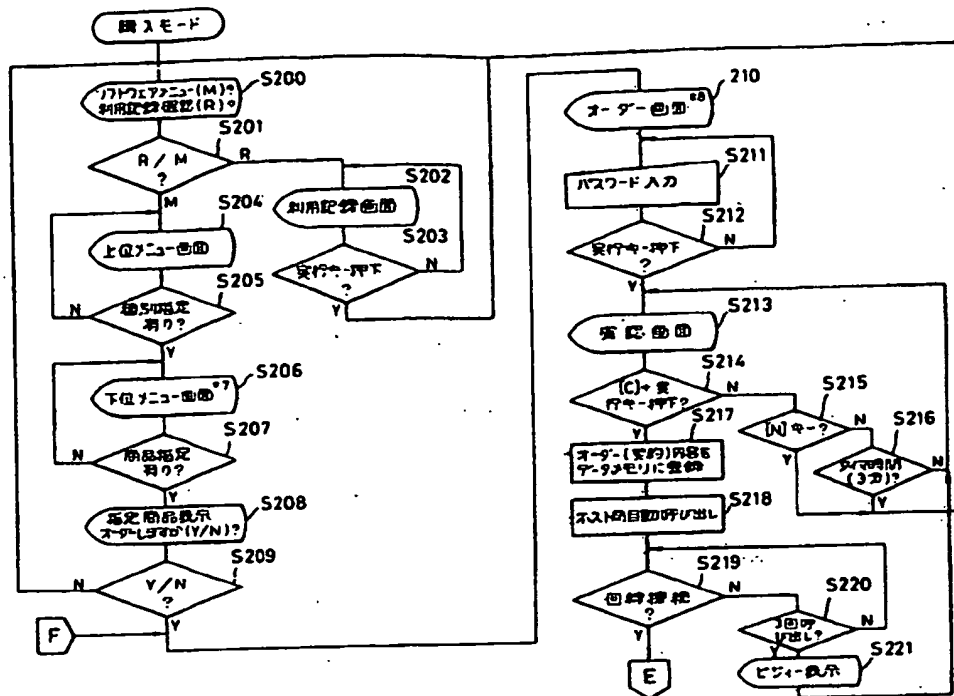 購入モード
S200
ソフトウェアメニュー(M)?
利用記録確認(R)?
S201
R / M
?
R
M
S202
利用記録画面
S203
実行キー押下
?
N
Y
S204
上位メニュー画面
S205
種別指定
有り?
N
Y
S206
下位メニュー画面*7
S207
商品指定
有り?
N
Y
S208
指定商品表示
オーダーしますか(Y/N)?
S209
Y/N
?
N
Y
F
210
オーダー画面*8
S211
パスワード入力
S212
実行キー押下
?
N
Y
S213
確認画面
S214
[C]+実
行キー押下?
N
Y
S215
[N]キー?
N
Y
S216
タイマ時間
(3分)?
N
Y
S217
オーダー(契約)内容を
データメモリに登録
S218
ホスト局自動呼び出し
S219
回線接続
?
N
Y
S220
3回呼
び出し?
N
Y
S221
ビジィー表示
E